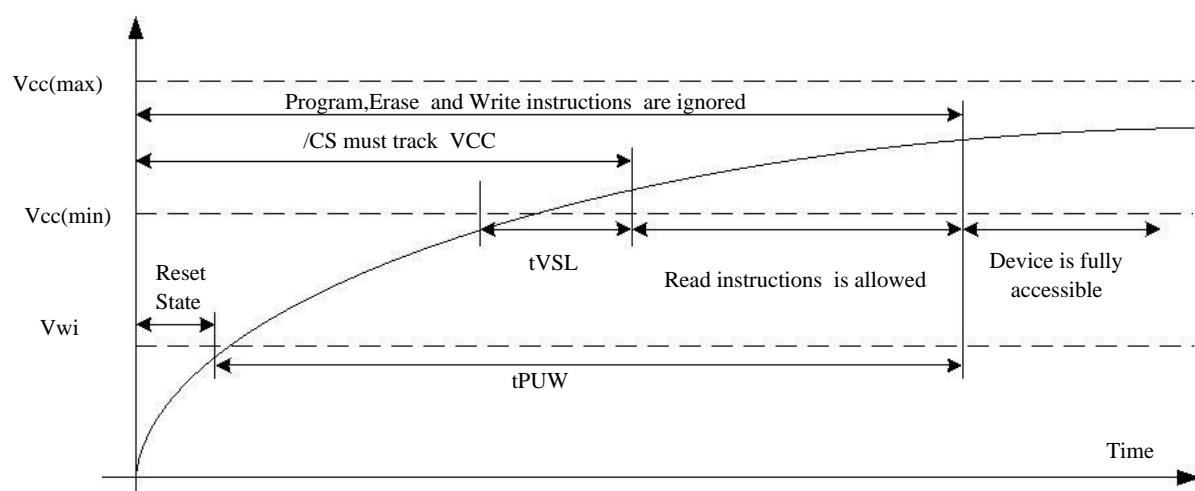 Vcc(max)
Program,Erase and Write instructions are ignored
/CS must track VCC
Vcc(min)
tVSL
Reset
State
Read instructions is allowed
Device is fully
accessible
Vwi
tPUW
Time